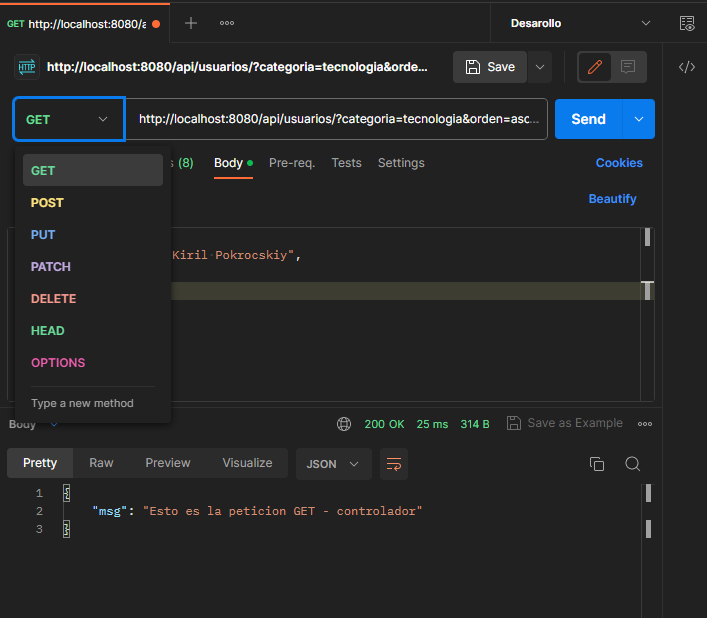 GET http://localhost:8080/a
Desarollo
HTTP http://localhost:8080/api/usuarios/?categoria=tecnologia&orde...
Save
GET
http://localhost:8080/api/usuarios/?categoria=tecnologia&orden=asc...
Send
s (8)
Body
Pre-req.
Tests
Settings
Cookies
Beautify
GET
POST
PUT
PATCH
DELETE
HEAD
OPTIONS
Type a new method
Kiril Pokrocskiy",
Body
200 OK
25 ms
314 B
Save as Example
Pretty
Raw
Preview
Visualize
JSON
1 {
2 "msg": "Esto es la peticion GET - controlador"
3 }